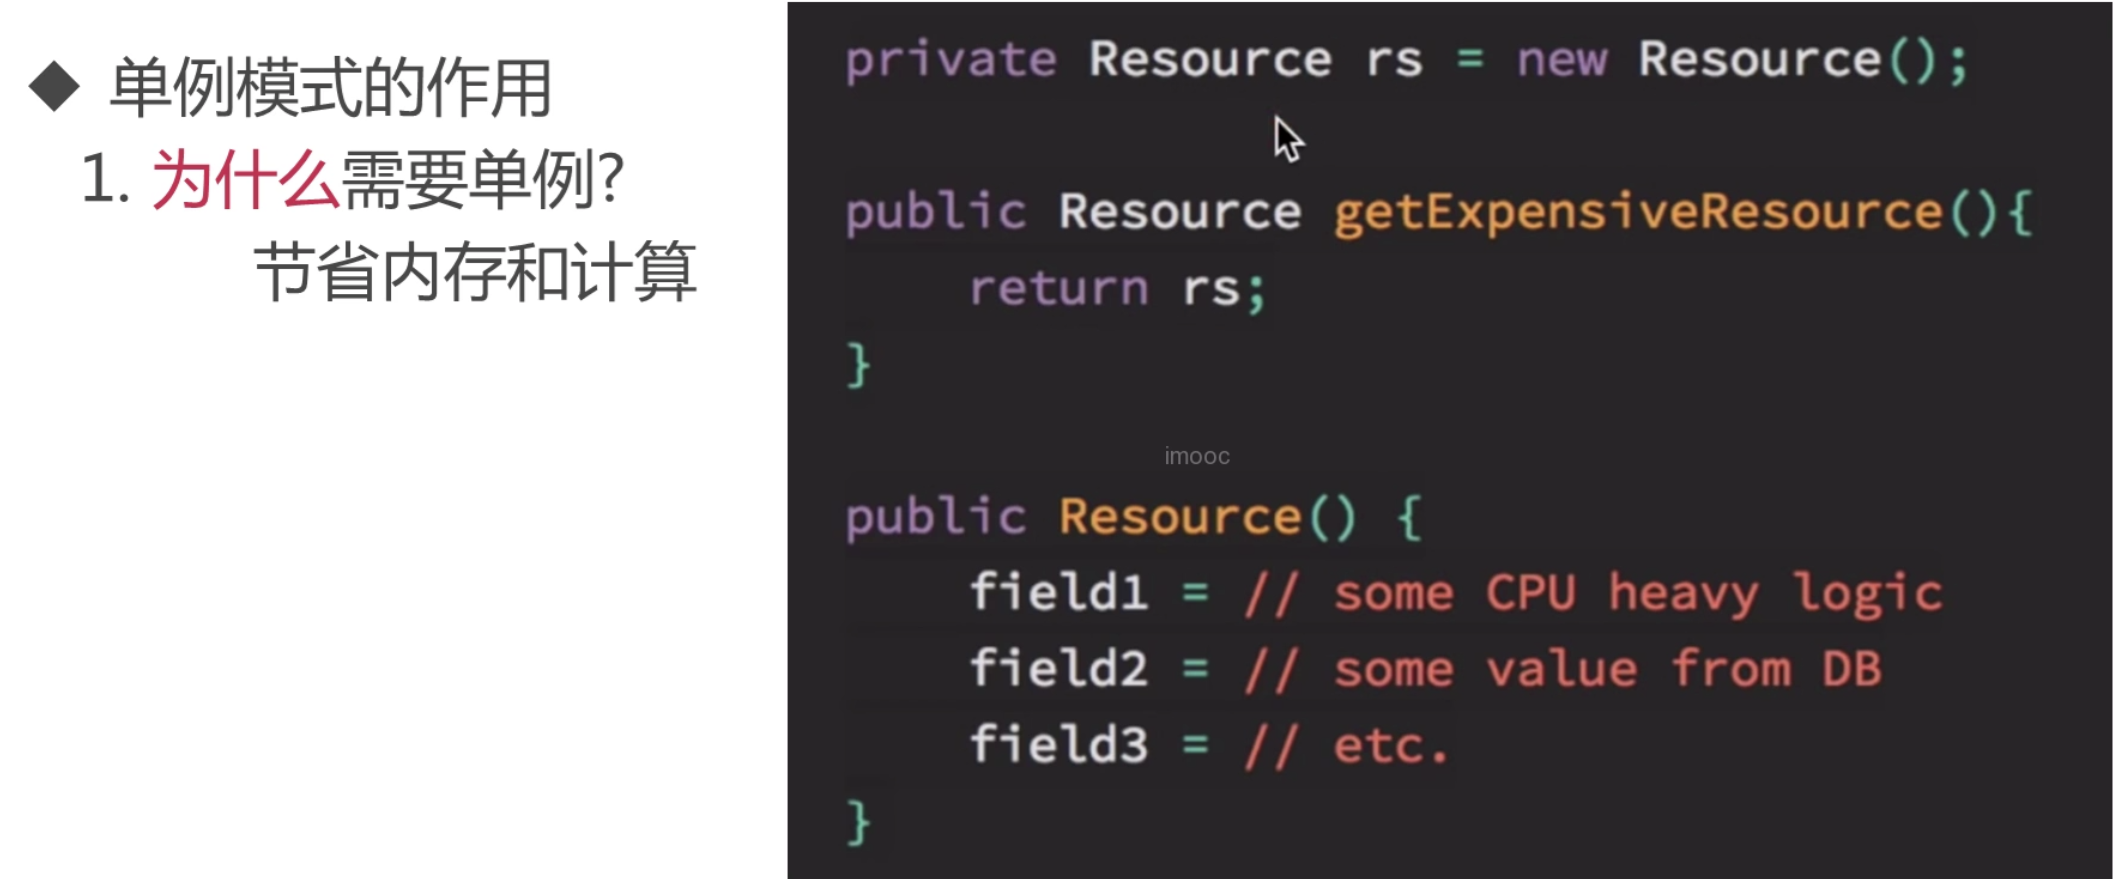 ◆ 单例模式的作用
1. 为什么需要单例?
节省内存和计算
private Resource rs = new Resource();
public Resource getExpensiveResource(){
return rs;
}
imooc
public Resource() {
field1 = // some CPU heavy logic
field2 = // some value from DB
field3 = // etc.
}